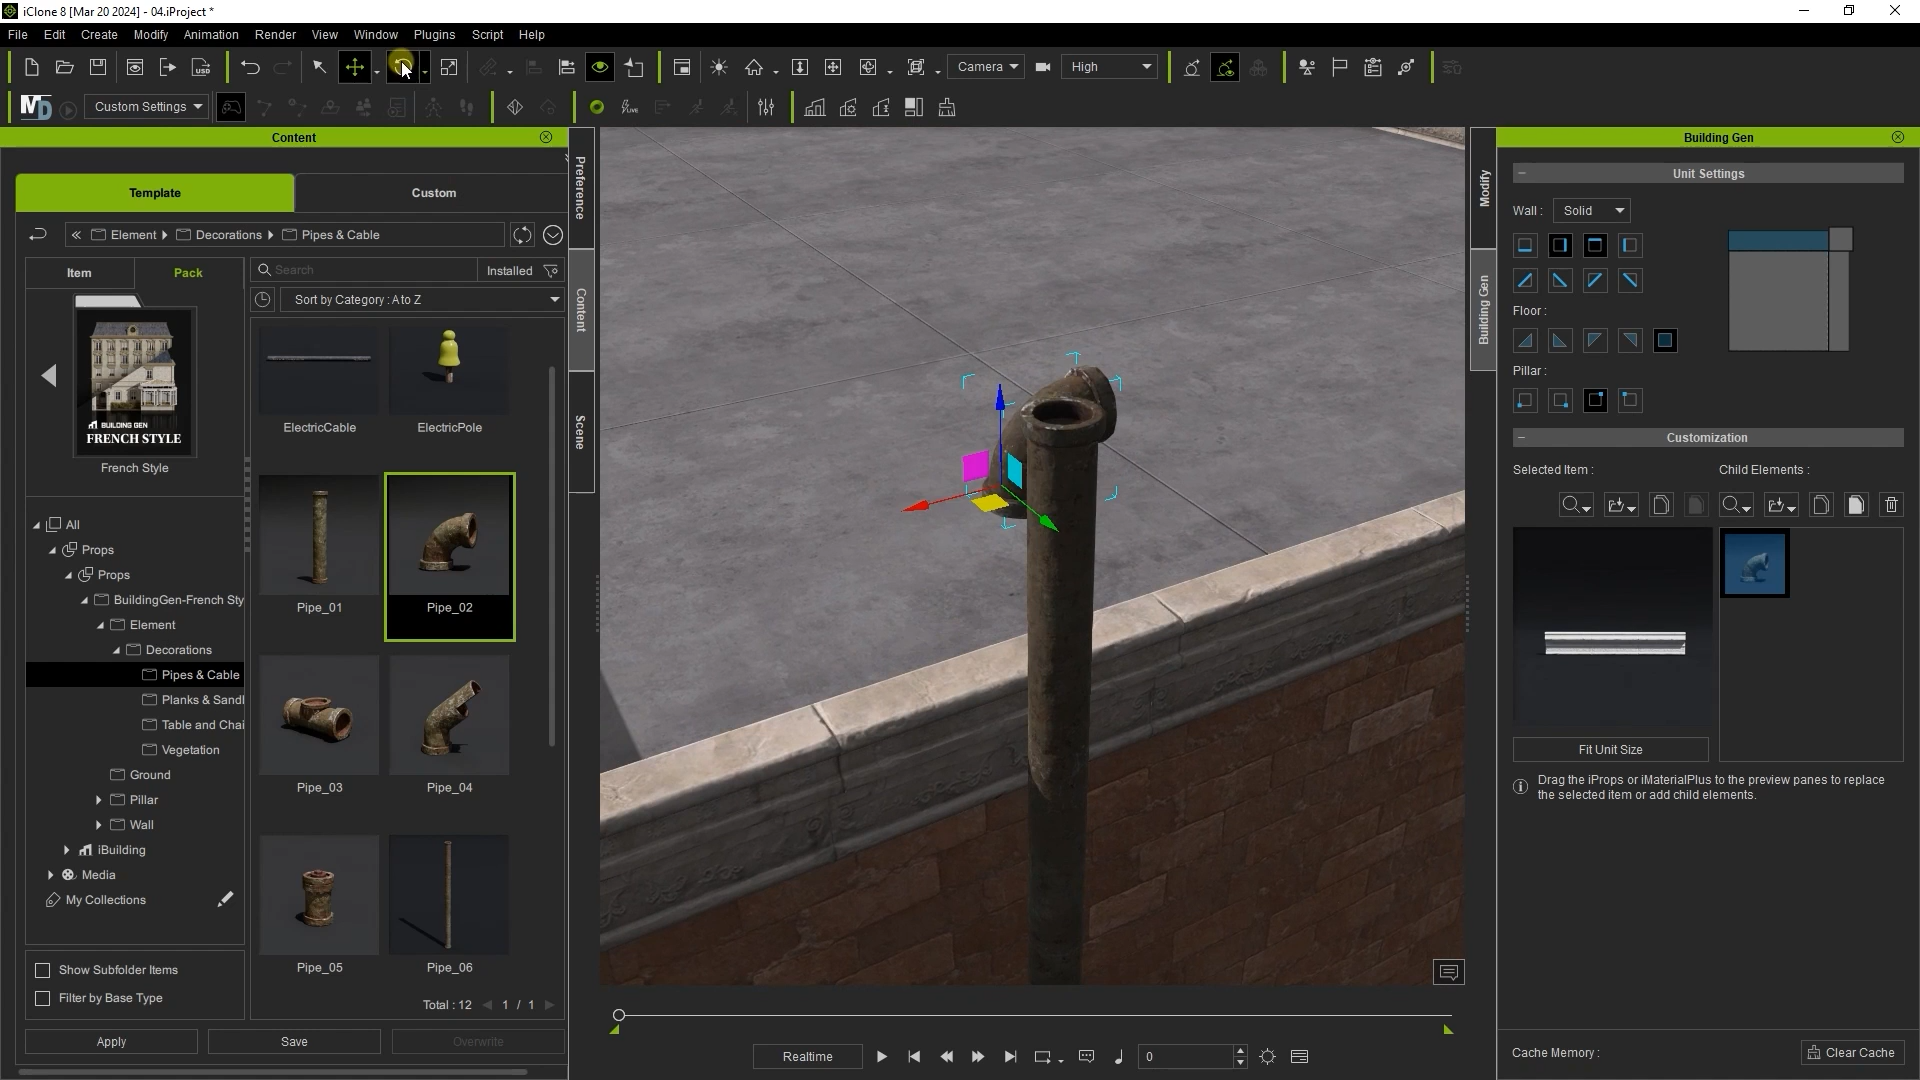 iClone 8 [Mar 20 2024] - 04.iProject *
File Edit Create Modify Animation Render View Window Plugins Script Help
USD
Camera
High
MD
Custom Settings
LIVE
Content
Building Gen
Template
Custom
Element
Decorations
Pipes & Cable
Item
Pack
Search
Installed
Sort by Category : A to Z
BUILDING GEN
FRENCH STYLE
French Style
All
Props
Props
BuildingGen-French Sty
Element
Decorations
Pipes & Cable
Planks & Sand
Table and Chai
Vegetation
Ground
Pillar
Wall
iBuilding
Media
My Collections
Show Subfolder Items
Filter by Base Type
ElectricCable
ElectricPole
Pipe_01
Pipe_02
Pipe_03
Pipe_04
Pipe_05
Pipe_06
Total : 12
1 / 1
Apply
Save
Overwrite
Preference
Content
Scene
Realtime
0
Modify
Building Gen
Unit Settings
Wall :
Solid
Floor :
Pillar :
Customization
Selected Item :
Child Elements :
Fit Unit Size
Drag the iProps or iMaterialPlus to the preview panes to replace
the selected item or add child elements.
Cache Memory :
Clear Cache